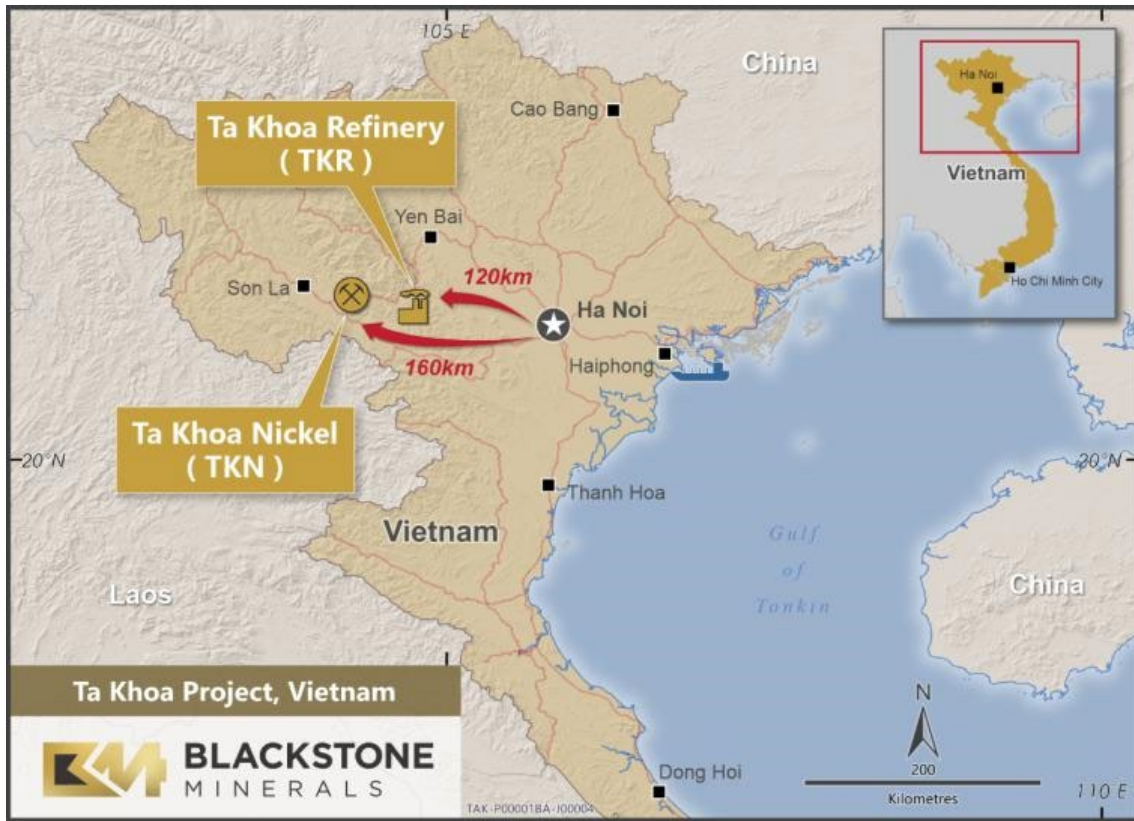 105 E
China
Cao Bang
Ta Khoa Refinery
( TKR )
Yen Bai
Son La
120km
Ha Noi
160km
Haiphong
Ta Khoa Nickel
( TKN )
20°N
20°N
Thanh Hoa
Vietnam
Gulf
of
Tonkin
China
Laos
Ha Noi
Vietnam
Ho Chi Minh City
Ta Khoa Project, Vietnam
BLACKSTONE
MINERALS
TAK-P00001BA-J00004
Dong Hoi
N
200
Kilometres
110 E